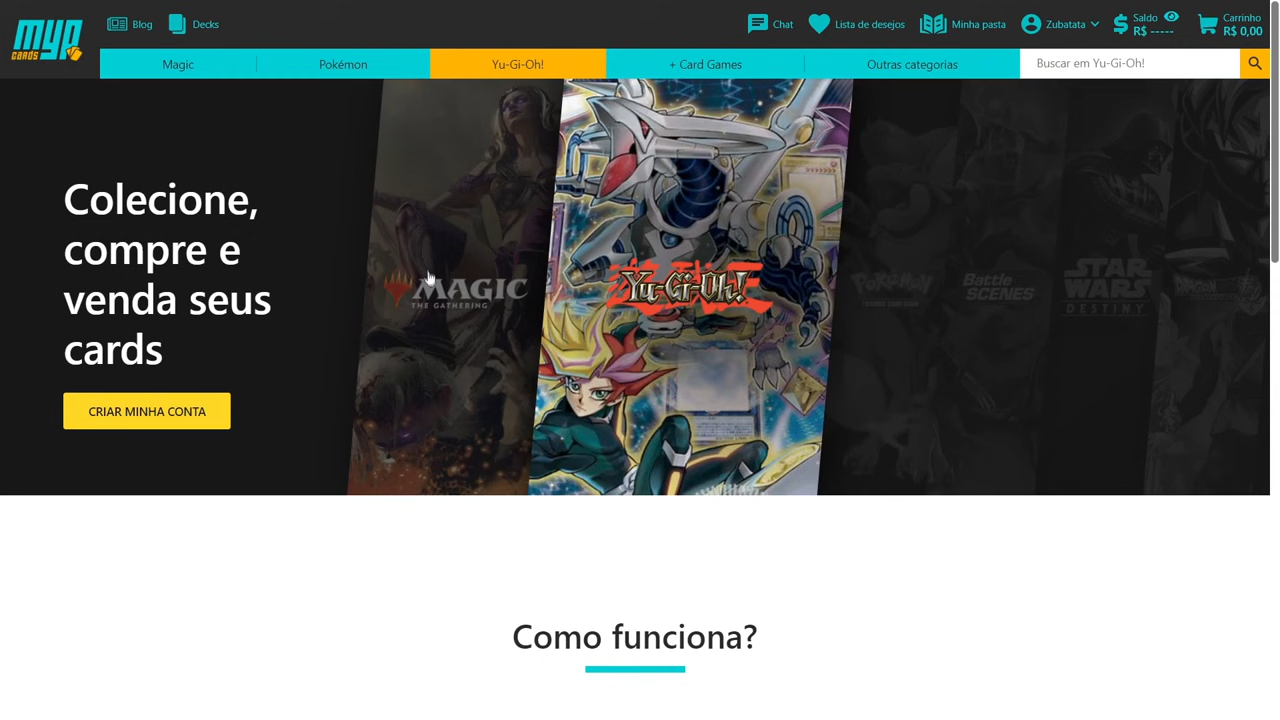 myp
cards
Blog
Decks
Chat
Lista de desejos
Minha pasta
Zubatata
Saldo
R$ -----
Carrinho
R$ 0,00
Magic
Pokémon
Yu-Gi-Oh!
+ Card Games
Outras categorias
Buscar em Yu-Gi-Oh!
Colecione,
compre e
venda seus
cards
CRIAR MINHA CONTA
MAGIC
THE GATHERING
Yu-Gi-Oh!
POKÉMON
Battle
SCENES
STAR
WARS
DESTINY
Como funciona?